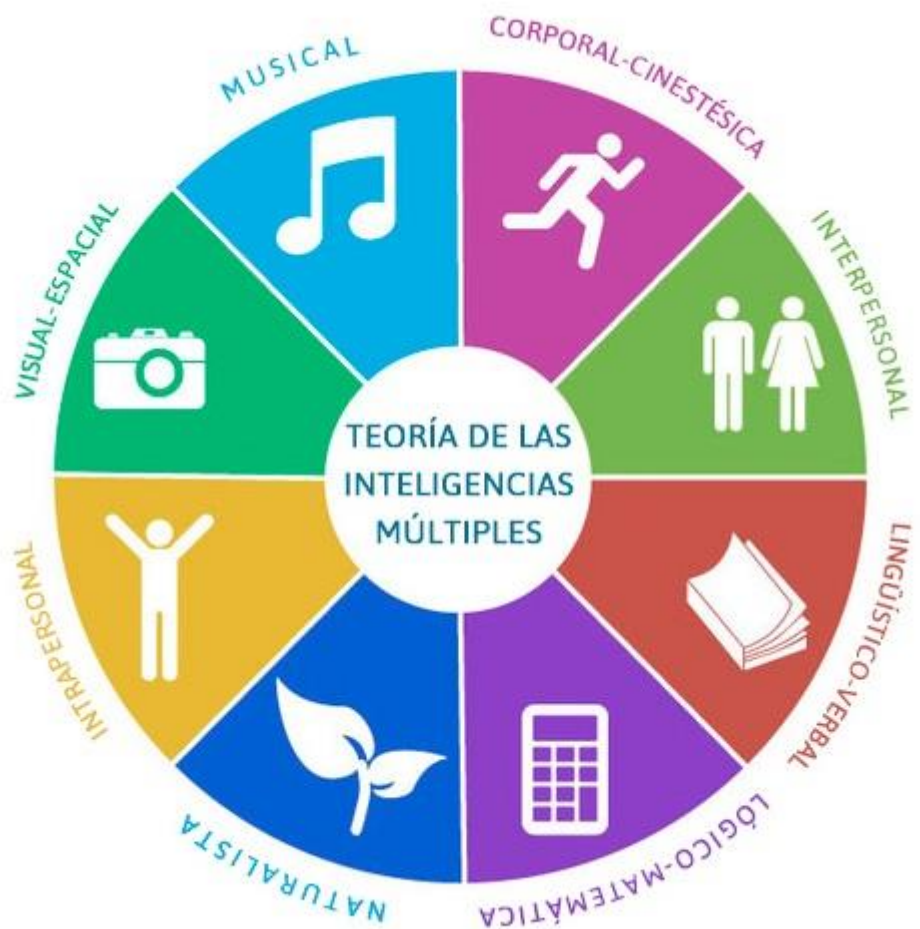 MUSICAL
CORPORAL-CINESTÉSICA
INTERPERSONAL
LINGÜÍSTICO-VERBAL
LÓGICO-MATEMÁTICA
NATURALISTA
INTRAPERSONAL
VISUAL-ESPACIAL
TEORÍA DE LAS
INTELIGENCIAS
MÚLTIPLES